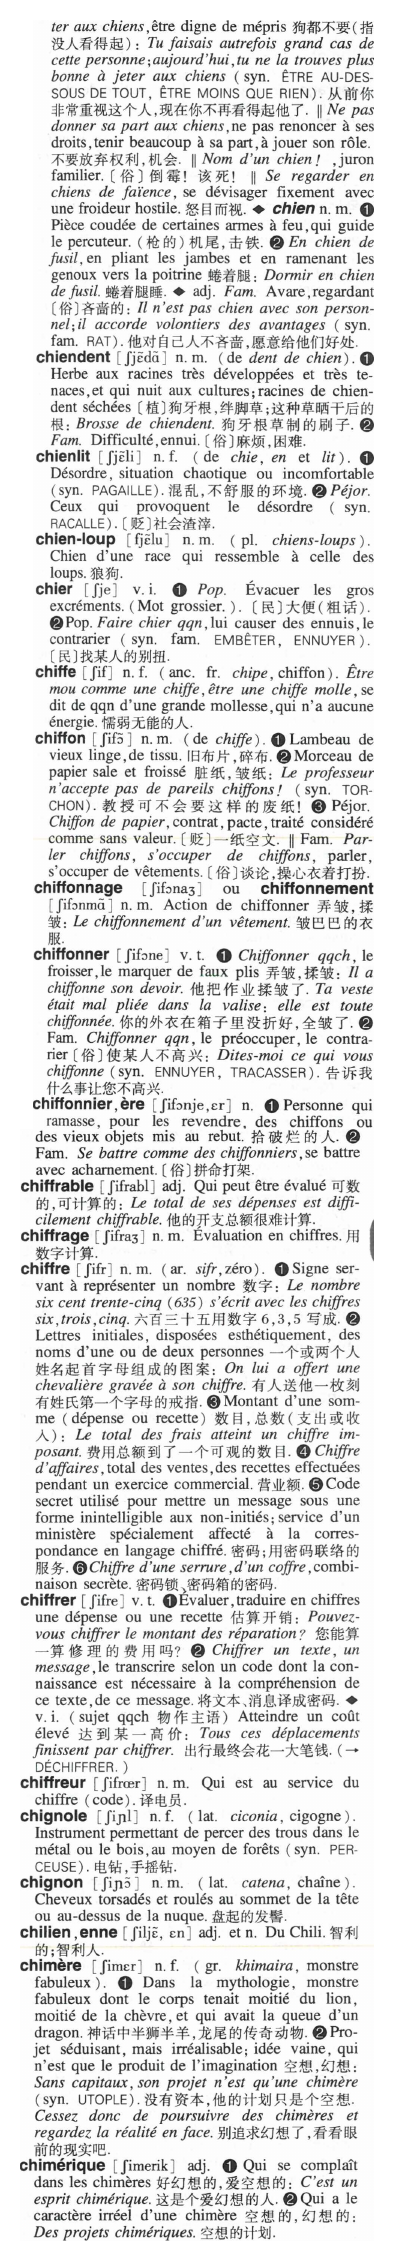 ter aux chiens,être digne de mépris 狗都不要(指
没人看得起) : Tu faisais autrefois grand cas de
cette personne;aujourd'hui,tu ne la trouves plus
bonne à jeter aux chiens (syn. ÊTRE AU-DES-
SOUS DE TOUT, ÊTRE MOINS QUE RIEN). 从前你
非常重视这个人,现在你不再看得起他了. ‖ Ne pas
donner sa part aux chiens,ne pas renoncer à ses
droits,tenir beaucoup à sa part,à jouer son rôle.
不要放弃权利,机会. ‖ Nom d'un chien! ,juron
familier. 〔俗〕倒霉! 该死! ‖ Se regarder en
chiens de faïence, se dévisager fixement avec
une froideur hostile. 怒目而视. ◆ chien n. m. ❶
Pièce coudée de certaines armes à feu,qui guide
le percuteur. (枪的) 机尾,击铁. ❷ En chien de
fusil,en pliant les jambes et en ramenant les
genoux vers la poitrine 蜷着腿: Dormir en chien
de fusil. 蜷着腿睡. ◆ adj. Fam. Avare,regardant
〔俗〕吝啬的: Il n'est pas chien avec son person-
nel;il accorde volontiers des avantages (syn.
fam. RAT). 他对自己人不吝啬,愿意给他们好处.
chiendent [ʃjɛ̃dɑ̃] n. m. (de dent de chien). ❶
Herbe aux racines très développées et très te-
naces,et qui nuit aux cultures;racines de chien-
dent séchées 〔植〕狗牙根,绊脚草;这种草晒干后的
根: Brosse de chiendent. 狗牙根草制的刷子. ❷
Fam. Difficulté,ennui. 〔俗〕麻烦,困难.
chienlit [ʃjɛ̃li] n. f. (de chie, en et lit). ❶
Désordre, situation chaotique ou incomfortable
(syn. PAGAILLE). 混乱,不舒服的环境. ❷ Péjor.
Ceux qui provoquent le désordre ( syn.
RACALLE). 〔贬〕社会渣滓.
chien-loup [fjɛ̃lu] n. m. ( pl. chiens-loups).
Chien d'une race qui ressemble à celle des
loups. 狼狗.
chier [ʃje] v. i. ❶ Pop. Évacuer les gros
excréments. (Mot grossier.). 〔民〕大便(粗话).
❷Pop. Faire chier qqn,lui causer des ennuis,le
contrarier ( syn. fam. EMBÊTER, ENNUYER ).
〔民〕找某人的别扭.
chiffe [ʃif] n. f. (anc. fr. chipe, chiffon). Être
mou comme une chiffe,être une chiffe molle,se
dit de qqn d'une grande mollesse,qui n'a aucune
énergie. 懦弱无能的人.
chiffon [ʃifɔ̃] n. m. (de chiffe). ❶ Lambeau de
vieux linge,de tissu. 旧布片,碎布. ❷ Morceau de
papier sale et froissé 脏纸,皱纸: Le professeur
n'accepte pas de pareils chiffons! (syn. TOR-
CHON). 教授可不会要这样的废纸! ❸ Péjor.
Chiffon de papier,contrat,pacte,traité considéré
comme sans valeur. 〔贬〕一纸空文. ‖ Fam. Par-
ler chiffons, s'occuper de chiffons, parler,
s'occuper de vêtements. 〔俗〕谈论,操心衣着打扮.
chiffonnage [ʃifɔnaʒ] ou chiffonnement
[ʃifɔnmɑ̃] n. m. Action de chiffonner 弄皱,揉
皱: Le chiffonnement d'un vêtement. 皱巴巴的衣
服.
chiffonner [ʃifɔne] v. t. ❶ Chiffonner qqch, le
froisser,le marquer de faux plis 弄皱,揉皱: Il a
chiffonne son devoir. 他把作业揉皱了. Ta veste
était mal pliée dans la valise: elle est toute
chiffonnée. 你的外衣在箱子里没折好,全皱了. ❷
Fam. Chiffonner qqn, le préoccuper, le contra-
rier 〔俗〕使某人不高兴: Dites-moi ce qui vous
chiffonne (syn. ENNUYER, TRACASSER). 告诉我
什么事让您不高兴.
chiffonnier,ère [ʃifɔnje,ɛr] n. ❶ Personne qui
ramasse, pour les revendre, des chiffons ou
des vieux objets mis au rebut. 拾破烂的人. ❷
Fam. Se battre comme des chiffonniers,se battre
avec acharnement. 〔俗〕拼命打架.
chiffrable [ʃifrabl] adj. Qui peut être évalué 可数
的,可计算的: Le total de ses dépenses est diffi-
cilement chiffrable. 他的开支总额很难计算.
chiffrage [ʃifraʒ] n. m. Évaluation en chiffres. 用
数字计算.
chiffre [ʃifr] n. m. (ar. sifr,zéro). ❶ Signe ser-
vant à représenter un nombre 数字: Le nombre
six cent trente-cinq (635) s'écrit avec les chiffres
six,trois,cinq. 六百三十五用数字 6,3,5 写成. ❷
Lettres initiales, disposées esthétiquement, des
noms d'une ou de deux personnes 一个或两个人
姓名起首字母组成的图案: On lui a offert une
chevalière gravée à son chiffre. 有人送他一枚刻
有姓氏第一个字母的戒指. ❸ Montant d'une som-
me (dépense ou recette) 数目,总数(支出或收
入): Le total des frais atteint un chiffre im-
posant. 费用总额到了一个可观的数目. ❹ Chiffre
d'affaires,total des ventes,des recettes effectuées
pendant un exercice commercial. 营业额. ❺ Code
secret utilisé pour mettre un message sous une
forme inintelligible aux non-initiés;service d'un
ministère spécialement affecté à la corres-
pondance en langage chiffré. 密码;用密码联络的
服务. ❻ Chiffre d'une serrure,d'un coffre,combi-
naison secrète. 密码锁、密码箱的密码.
chiffrer [ʃifre] v. t. ❶Évaluer,traduire en chiffres
une dépense ou une recette 估算开销: Pouvez-
vous chiffrer le montant des réparation? 您能算
一算修理的费用吗? ❷ Chiffrer un texte, un
message,le transcrire selon un code dont la con-
naissance est nécessaire à la compréhension de
ce texte,de ce message. 将文本、消息译成密码. ◆
v. i. (sujet qqch 物作主语) Atteindre un coût
élevé 达到某一高价: Tous ces déplacements
finissent par chiffrer. 出行最终会花一大笔钱. (→
DÉCHIFFRER. )
chiffreur [ʃifrœr] n. m. Qui est au service du
chiffre (code). 译电员.
chignole [ʃiɲl] n. f. ( lat. ciconia, cigogne).
Instrument permettant de percer des trous dans le
métal ou le bois,au moyen de forêts (syn. PER-
CEUSE). 电钻,手摇钻.
chignon [ʃiɲɔ̃] n. m. (lat. catena, chaîne).
Cheveux torsadés et roulés au sommet de la tête
ou au-dessus de la nuque. 盘起的发髻.
chilien,enne [ʃiljɛ̃, ɛn] adj. et n. Du Chili. 智利
的;智利人.
chimère [ʃimɛr] n. f. ( gr. khimaira, monstre
fabuleux ). ❶ Dans la mythologie, monstre
fabuleux dont le corps tenait moitié du lion,
moitié de la chèvre, et qui avait la queue d'un
dragon. 神话中半狮半羊,龙尾的传奇动物. ❷ Pro-
jet séduisant, mais irréalisable; idée vaine, qui
n'est que le produit de l'imagination 空想,幻想:
Sans capitaux, son projet n'est qu'une chimère
(syn. UTOPLE). 没有资本,他的计划只是个空想.
Cessez donc de poursuivre des chimères et
regardez la réalité en face. 别追求幻想了,看看眼
前的现实吧.
chimérique [ʃimerik] adj. ❶ Qui se complaît
dans les chimères 好幻想的,爱空想的: C'est un
esprit chimérique. 这是个爱幻想的人. ❷ Qui a le
caractère irréel d'une chimère 空想的,幻想的:
Des projets chimériques. 空想的计划.